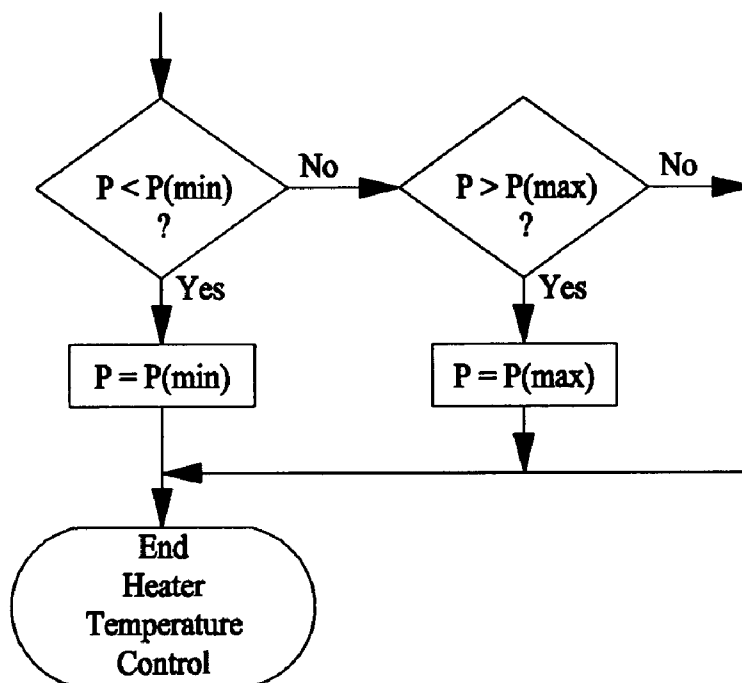 P < P(min)
?
No
P > P(max)
?
No
Yes
Yes
P = P(min)
P = P(max)
End
Heater
Temperature
Control